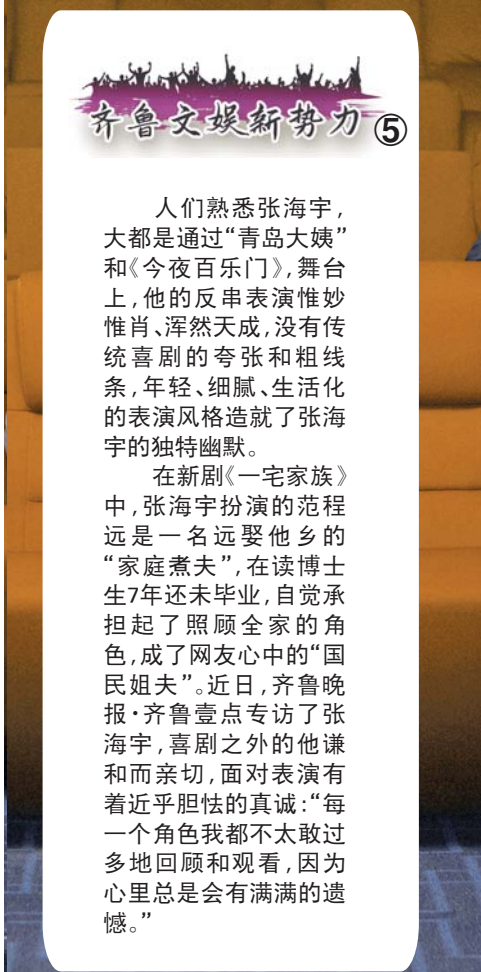 齐鲁文娱新势力⑤
人们熟悉张海宇，
大都是通过“青岛大姨”
和《今夜百乐门》，舞台
上，他的反串表演惟妙
惟肖、浑然天成，没有传
统喜剧的夸张和粗线
条，年轻、细腻、生活化
的表演风格造就了张海
宇的独特幽默。
在新剧《一宅家族》
中，张海宇扮演的范程
远是一名远娶他乡的
“家庭煮夫”，在读博士
生7年还未毕业，自觉承
担起了照顾全家的角
色，成了网友心中的“国
民姐夫”。近日，齐鲁晚
报·齐鲁壹点专访了张
海宇，喜剧之外的他谦
和而亲切，面对表演有
着近乎胆怯的真诚：“每
一个角色我都不太敢过
多地回顾和观看，因为
心里总是会有满满的遗
憾。”